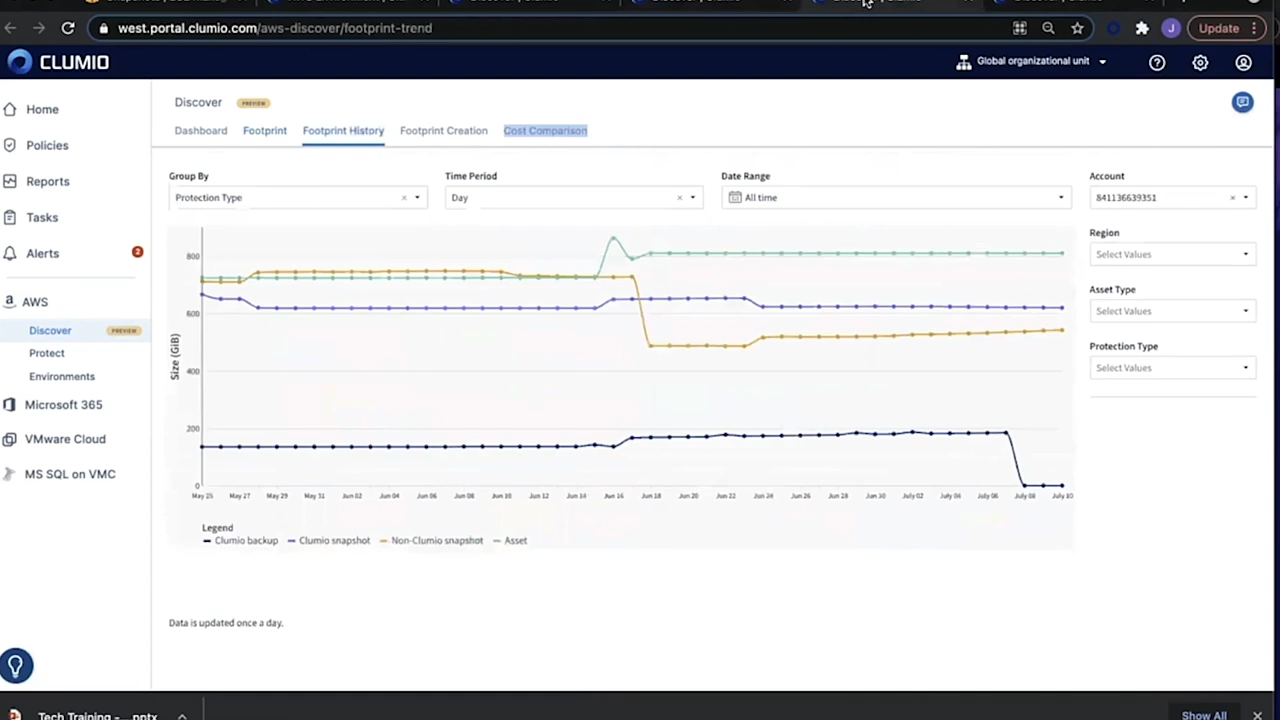 west.portal.clumio.com/aws-discover/footprint-trend
J
Update
CLUMIO
Global organizational unit
Home
Policies
Reports
Tasks
Alerts
2
AWS
Discover
PREVIEW
Protect
Environments
Microsoft 365
VMware Cloud
MS SQL on VMC
Discover
PREVIEW
Dashboard
Footprint
Footprint History
Footprint Creation
Cost Comparison
Group By
Protection Type
Time Period
Day
Date Range
All time
Account
841136639351
Region
Select Values
Asset Type
Select Values
Protection Type
Select Values
Size (GiB)
800
600
400
200
0
May 25
May 27
May 29
May 31
Jun 02
Jun 04
Jun 06
Jun 08
Jun 10
Jun 12
Jun 14
Jun 16
Jun 18
Jun 20
Jun 22
Jun 24
Jun 26
Jun 28
Jun 30
July 02
July 04
July 06
July 08
July 10
Legend
Clumio backup
Clumio snapshot
Non-Clumio snapshot
Asset
Data is updated once a day.
Tech Training - .pptx
Show All